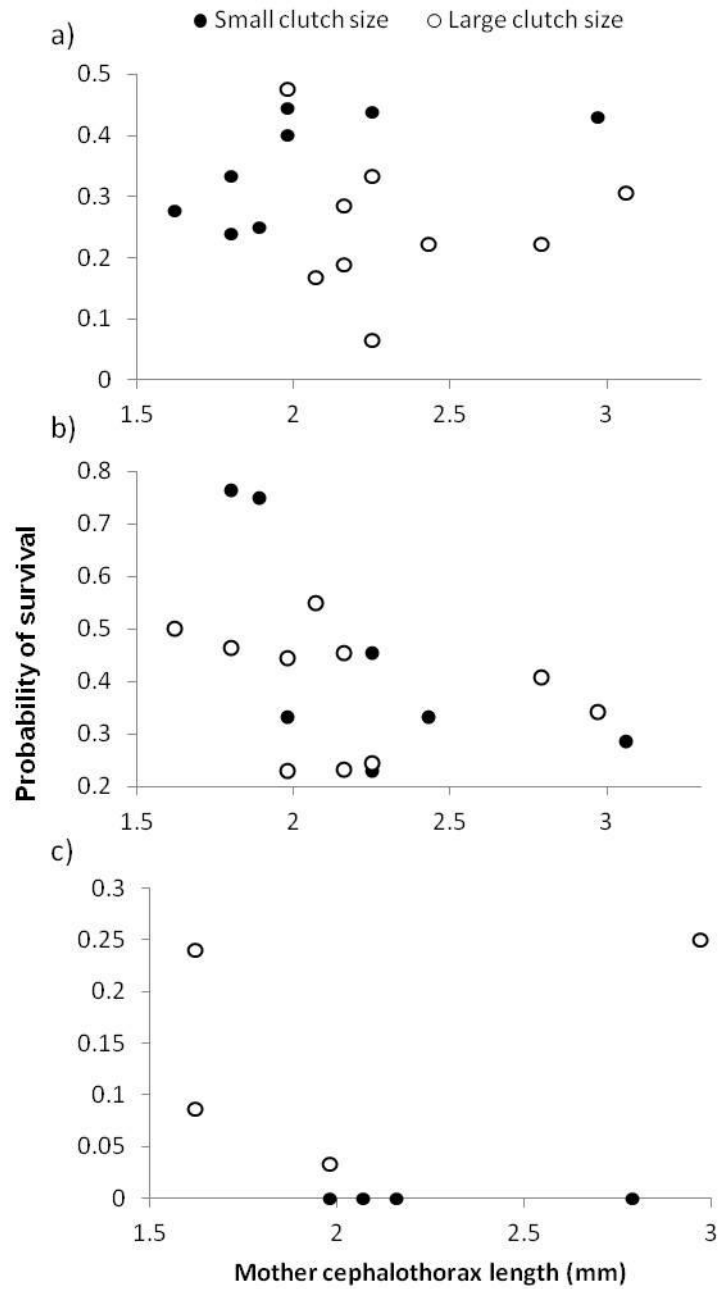 a) ● Small clutch size ○ Large clutch size
0.5
0.4
0.3
0.2
0.1
0
1.5 2 2.5 3
b)
Probability of survival
0.8
0.7
0.6
0.5
0.4
0.3
0.2
1.5 2 2.5 3
c)
0.3
0.25
0.2
0.15
0.1
0.05
0
1.5 2 2.5 3
Mother cephalothorax length (mm)